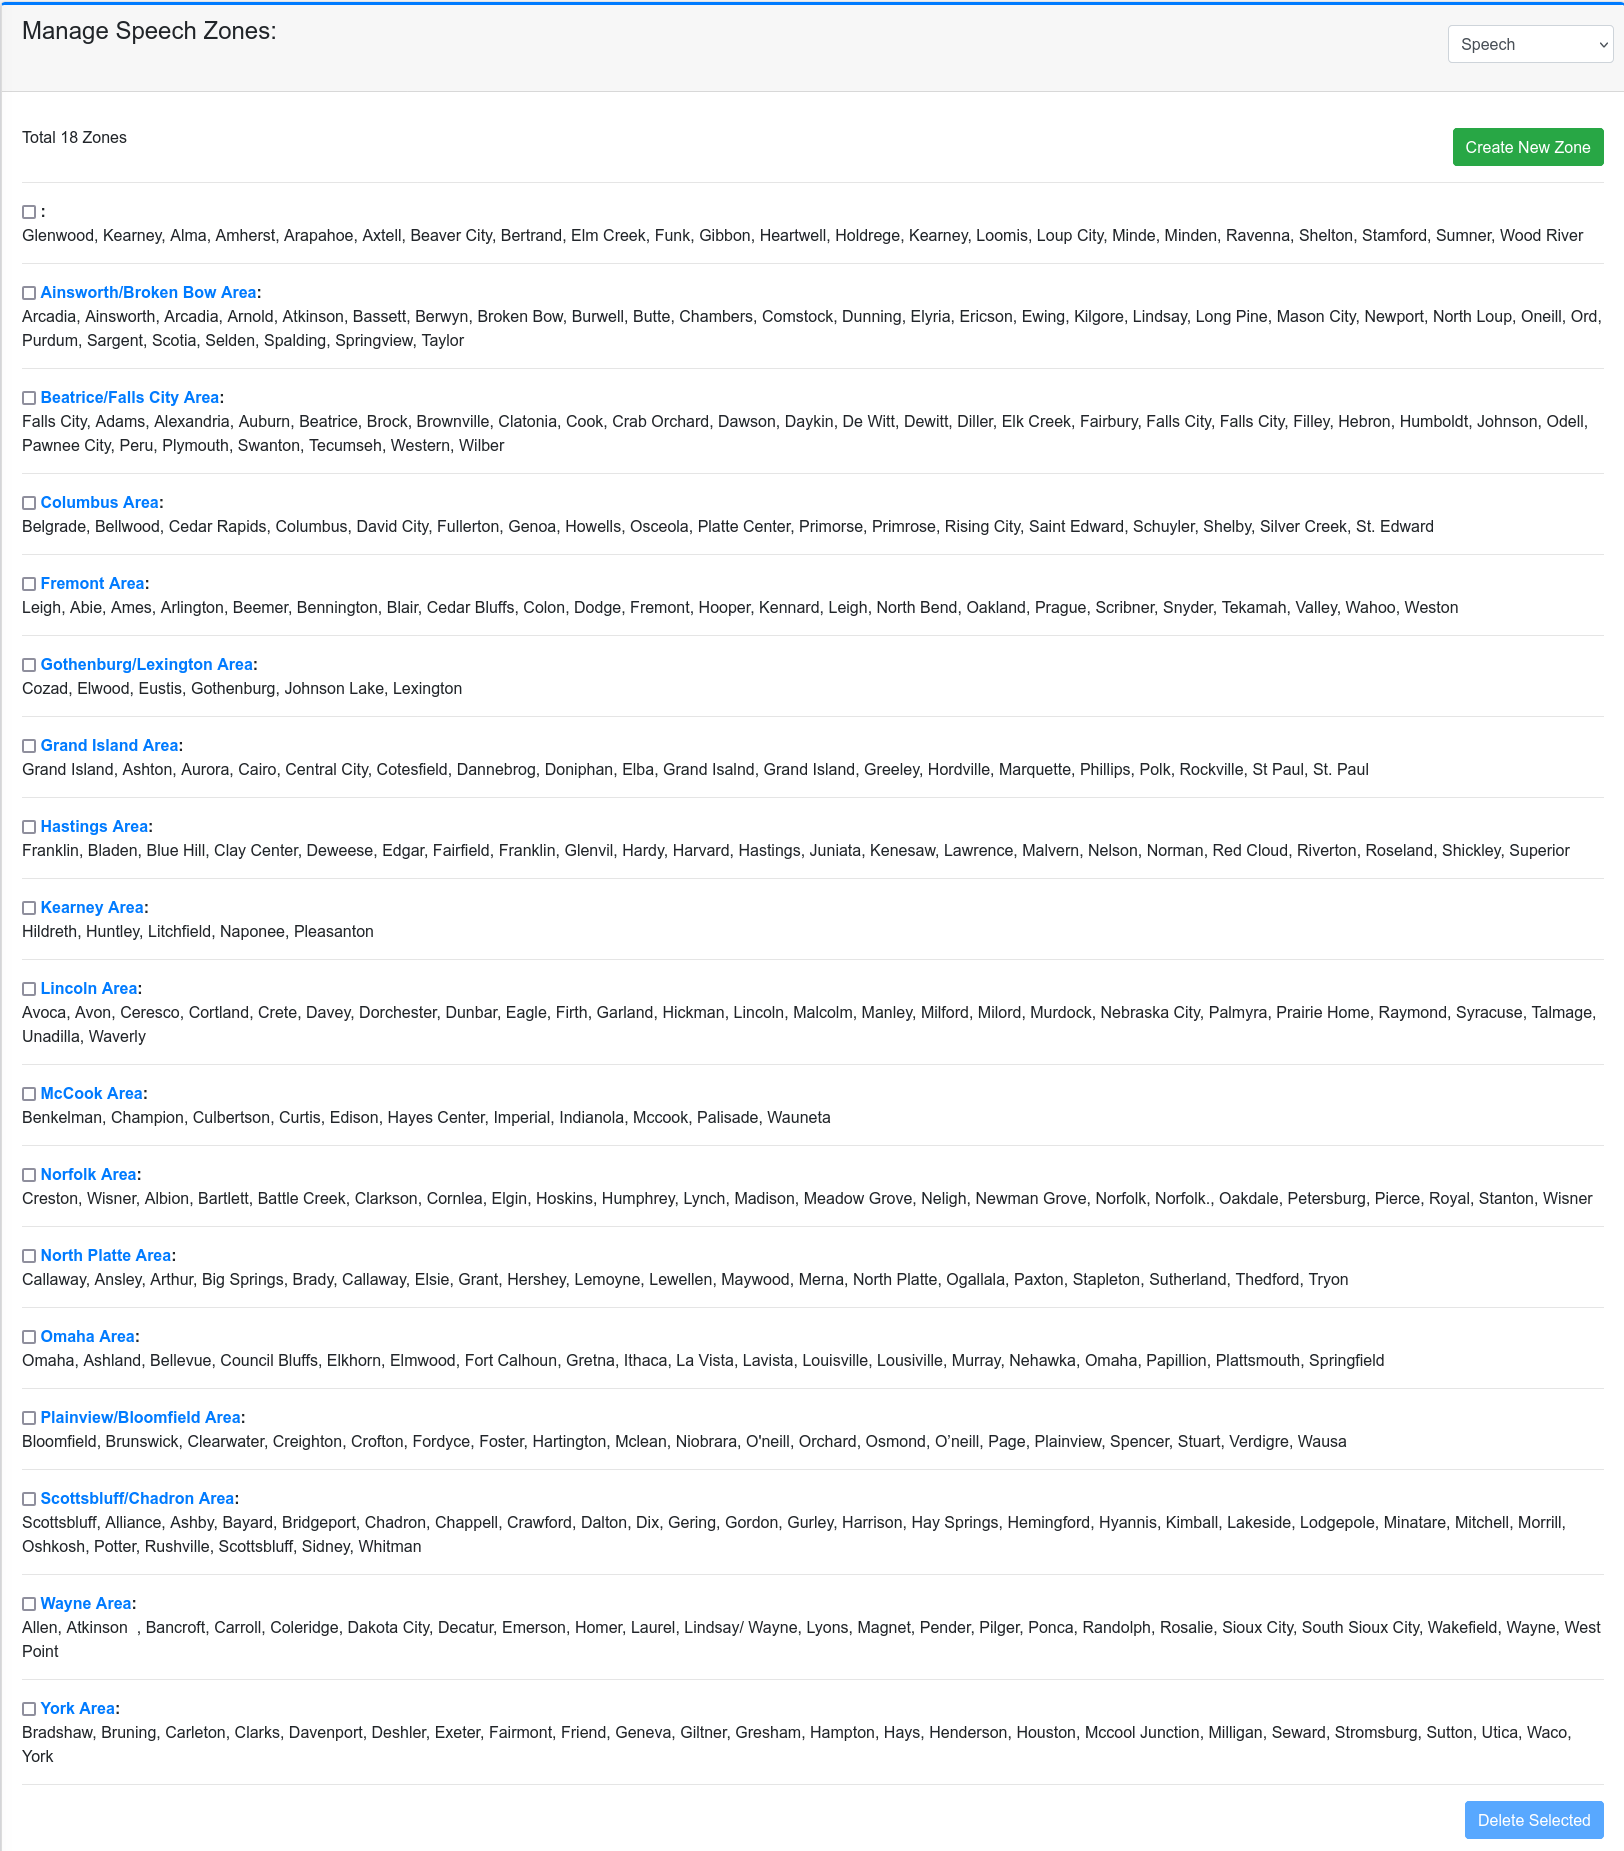 Manage Speech Zones:
Speech
Total 18 Zones
Create New Zone
:
Glenwood, Kearney, Alma, Amherst, Arapahoe, Axtell, Beaver City, Bertrand, Elm Creek, Funk, Gibbon, Heartwell, Holdrege, Kearney, Loomis, Loup City, Minde, Minden, Ravenna, Shelton, Stamford, Sumner, Wood River
Ainsworth/Broken Bow Area:
Arcadia, Ainsworth, Arcadia, Arnold, Atkinson, Bassett, Berwyn, Broken Bow, Burwell, Butte, Chambers, Comstock, Dunning, Elyria, Ericson, Ewing, Kilgore, Lindsay, Long Pine, Mason City, Newport, North Loup, Oneill, Ord,
Purdum, Sargent, Scotia, Selden, Spalding, Springview, Taylor
Beatrice/Falls City Area:
Falls City, Adams, Alexandria, Auburn, Beatrice, Brock, Brownville, Clatonia, Cook, Crab Orchard, Dawson, Daykin, De Witt, Dewitt, Diller, Elk Creek, Fairbury, Falls City, Falls City, Filley, Hebron, Humboldt, Johnson, Odell,
Pawnee City, Peru, Plymouth, Swanton, Tecumseh, Western, Wilber
Columbus Area:
Belgrade, Bellwood, Cedar Rapids, Columbus, David City, Fullerton, Genoa, Howells, Osceola, Platte Center, Primorse, Primrose, Rising City, Saint Edward, Schuyler, Shelby, Silver Creek, St. Edward
Fremont Area:
Leigh, Abie, Ames, Arlington, Beemer, Bennington, Blair, Cedar Bluffs, Colon, Dodge, Fremont, Hooper, Kennard, Leigh, North Bend, Oakland, Prague, Scribner, Snyder, Tekamah, Valley, Wahoo, Weston
Gothenburg/Lexington Area:
Cozad, Elwood, Eustis, Gothenburg, Johnson Lake, Lexington
Grand Island Area:
Grand Island, Ashton, Aurora, Cairo, Central City, Cotesfield, Dannebrog, Doniphan, Elba, Grand Isalnd, Grand Island, Greeley, Hordville, Marquette, Phillips, Polk, Rockville, St Paul, St. Paul
Hastings Area:
Franklin, Bladen, Blue Hill, Clay Center, Deweese, Edgar, Fairfield, Franklin, Glenvil, Hardy, Harvard, Hastings, Juniata, Kenesaw, Lawrence, Malvern, Nelson, Norman, Red Cloud, Riverton, Roseland, Shickley, Superior
Kearney Area:
Hildreth, Huntley, Litchfield, Naponee, Pleasanton
Lincoln Area:
Avoca, Avon, Ceresco, Cortland, Crete, Davey, Dorchester, Dunbar, Eagle, Firth, Garland, Hickman, Lincoln, Malcolm, Manley, Milford, Milord, Murdock, Nebraska City, Palmyra, Prairie Home, Raymond, Syracuse, Talmage,
Unadilla, Waverly
McCook Area:
Benkelman, Champion, Culbertson, Curtis, Edison, Hayes Center, Imperial, Indianola, Mccook, Palisade, Wauneta
Norfolk Area:
Creston, Wisner, Albion, Bartlett, Battle Creek, Clarkson, Cornlea, Elgin, Hoskins, Humphrey, Lynch, Madison, Meadow Grove, Neligh, Newman Grove, Norfolk, Norfolk., Oakdale, Petersburg, Pierce, Royal, Stanton, Wisner
North Platte Area:
Callaway, Ansley, Arthur, Big Springs, Brady, Callaway, Elsie, Grant, Hershey, Lemoyne, Lewellen, Maywood, Merna, North Platte, Ogallala, Paxton, Stapleton, Sutherland, Thedford, Tryon
Omaha Area:
Omaha, Ashland, Bellevue, Council Bluffs, Elkhorn, Elmwood, Fort Calhoun, Gretna, Ithaca, La Vista, Lavista, Louisville, Lousiville, Murray, Nehawka, Omaha, Papillion, Plattsmouth, Springfield
Plainview/Bloomfield Area:
Bloomfield, Brunswick, Clearwater, Creighton, Crofton, Fordyce, Foster, Hartington, Mclean, Niobrara, O'neill, Orchard, Osmond, O’neill, Page, Plainview, Spencer, Stuart, Verdigre, Wausa
Scottsbluff/Chadron Area:
Scottsbluff, Alliance, Ashby, Bayard, Bridgeport, Chadron, Chappell, Crawford, Dalton, Dix, Gering, Gordon, Gurley, Harrison, Hay Springs, Hemingford, Hyannis, Kimball, Lakeside, Lodgepole, Minatare, Mitchell, Morrill,
Oshkosh, Potter, Rushville, Scottsbluff, Sidney, Whitman
Wayne Area:
Allen, Atkinson  , Bancroft, Carroll, Coleridge, Dakota City, Decatur, Emerson, Homer, Laurel, Lindsay/ Wayne, Lyons, Magnet, Pender, Pilger, Ponca, Randolph, Rosalie, Sioux City, South Sioux City, Wakefield, Wayne, West
Point
York Area:
Bradshaw, Bruning, Carleton, Clarks, Davenport, Deshler, Exeter, Fairmont, Friend, Geneva, Giltner, Gresham, Hampton, Hays, Henderson, Houston, Mccool Junction, Milligan, Seward, Stromsburg, Sutton, Utica, Waco,
York
Delete Selected